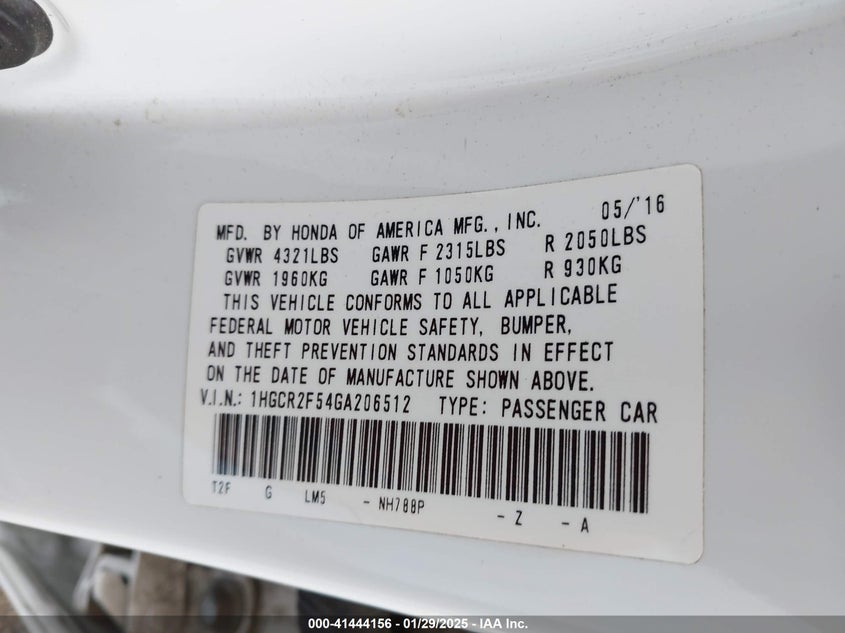 MFD. BY HONDA OF AMERICA MFG., INC. 05/'16
GVWR 4321LBS GAWR F 2315LBS R 2050LBS
GVWR 1960KG GAWR F 1050KG R 930KG
THIS VEHICLE CONFORMS TO ALL APPLICABLE
FEDERAL MOTOR VEHICLE SAFETY, BUMPER,
AND THEFT PREVENTION STANDARDS IN EFFECT
ON THE DATE OF MANUFACTURE SHOWN ABOVE.
V.I.N.: 1HGCR2F54GA206512 TYPE: PASSENGER CAR
T2F G LM5 - NH788P - Z - A
000-41444156 - 01/29/2025 - IAA Inc.